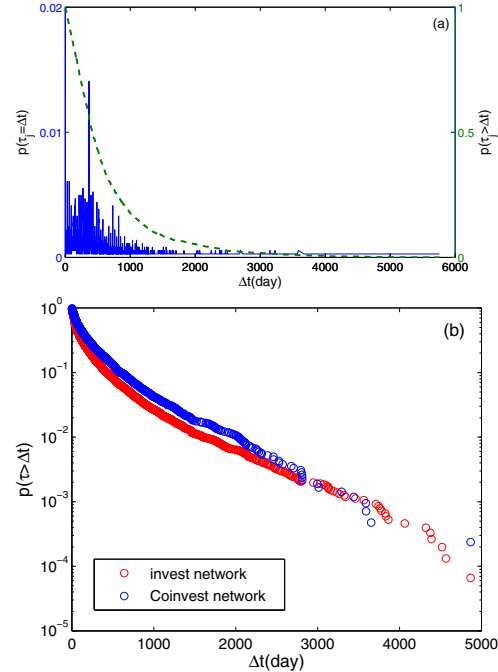 (a)
0.02
0.01
0
1
0.5
0
p(τj=Δt)
p(τj>Δt)
0 1000 2000 3000 4000 5000 6000
Δt(day)
(b)
10^0
10^-1
10^-2
10^-3
10^-4
10^-5
p(τ>Δt)
invest network
Coinvest network
0 1000 2000 3000 4000 5000
Δt(day)